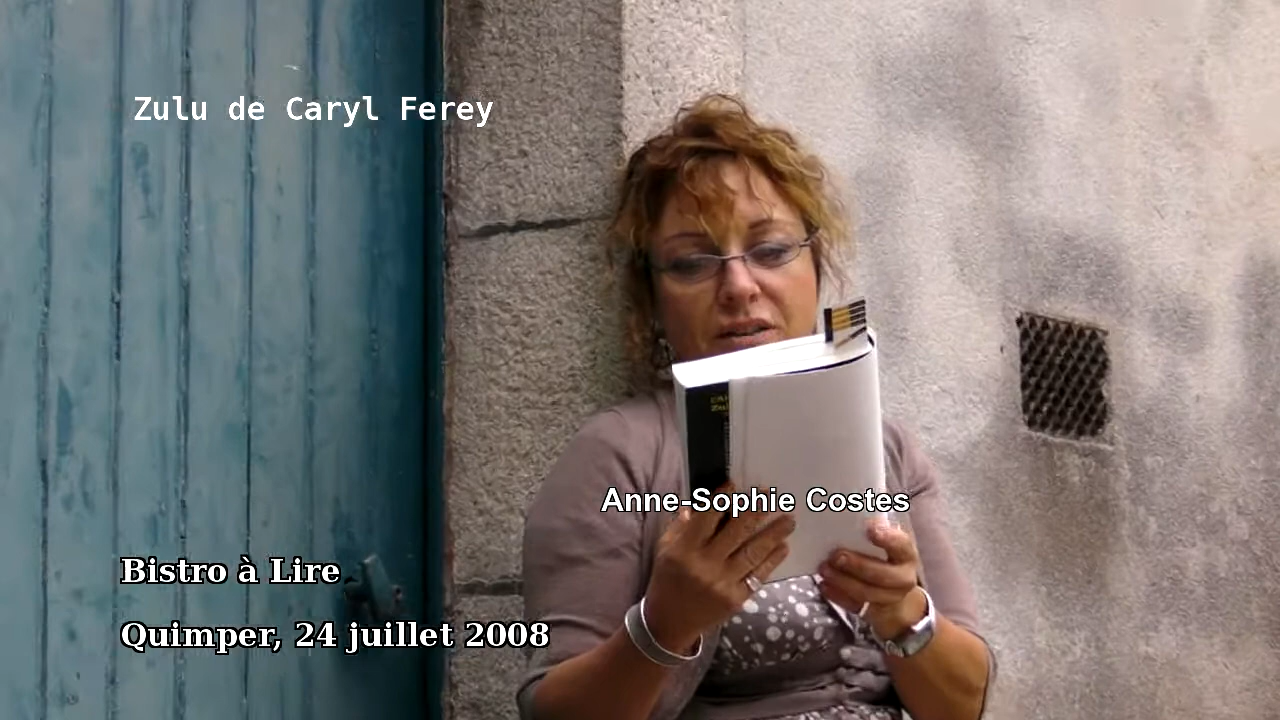 Zulu de Caryl Ferey
Anne-Sophie Costes
Bistro à Lire
Quimper, 24 juillet 2008